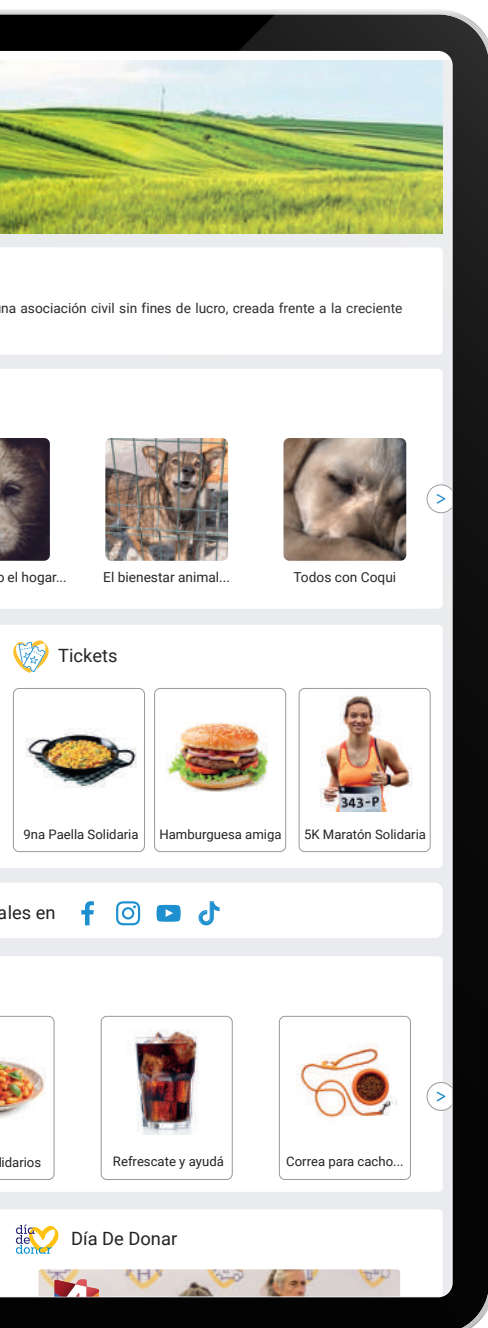 una asociación civil sin fines de lucro, creada frente a la creciente
o el hogar...
El bienestar animal...
Todos con Coqui
>
Tickets
343-P
9na Paella Solidaria
Hamburguesa amiga
5K Maratón Solidaria
ales en
lidarios
Refrescate y ayudá
Correa para cacho...
>
día
de
donar
Día De Donar